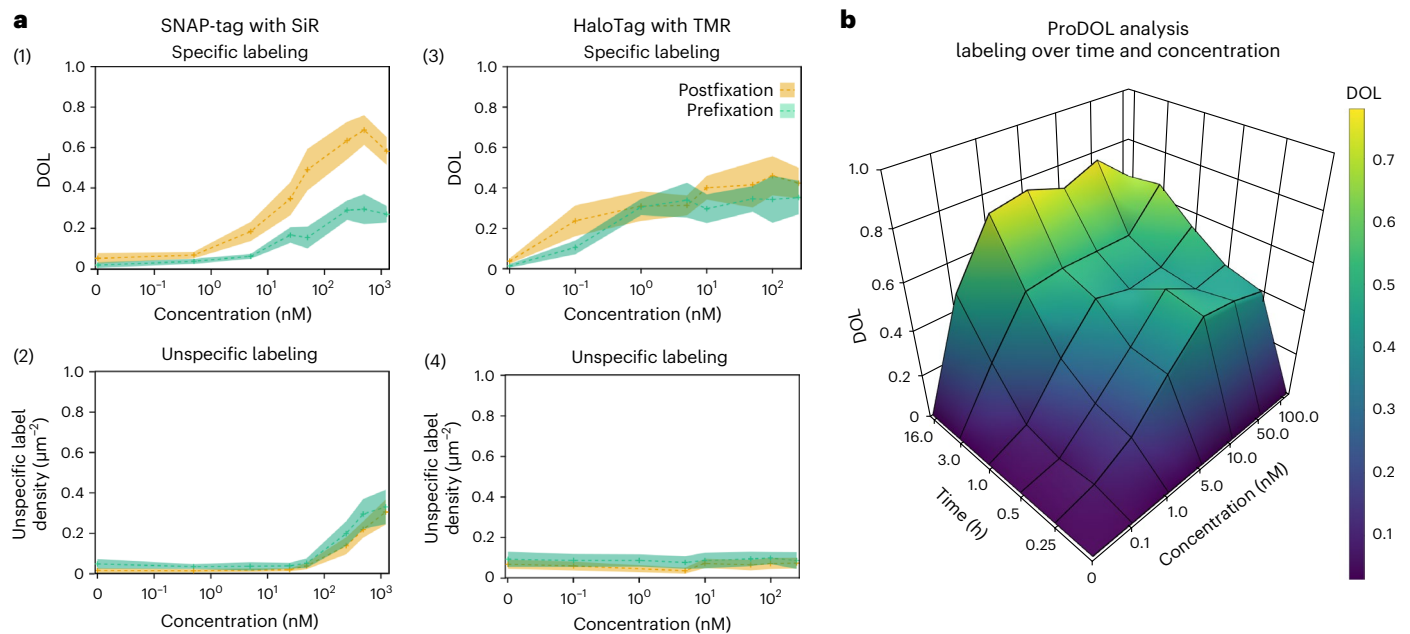 a
SNAP-tag with SiR
(1)
Specific labeling
1.0
0.8
0.6
0.4
0.2
0
DOL
0 10⁻¹ 10⁰ 10¹ 10² 10³
Concentration (nM)
HaloTag with TMR
(3)
Specific labeling
Postfixation
Prefixation
1.0
0.8
0.6
0.4
0.2
0
DOL
0 10⁻¹ 10⁰ 10¹ 10²
Concentration (nM)
(2)
Unspecific labeling
1.0
0.8
0.6
0.4
0.2
0
Unspecific label
density (μm⁻²)
0 10⁻¹ 10⁰ 10¹ 10² 10³
Concentration (nM)
(4)
Unspecific labeling
1.0
0.8
0.6
0.4
0.2
0
Unspecific label
density (μm⁻²)
0 10⁻¹ 10⁰ 10¹ 10²
Concentration (nM)
b
ProDOL analysis
labeling over time and concentration
1.0
0.8
0.6
0.4
0.2
0
DOL
16.0
3.0
1.0
0.5
0.25
0
Time (h)
0.1
1.0
5.0
10.0
50.0
100.0
Concentration (nM)
DOL
0.7
0.6
0.5
0.4
0.3
0.2
0.1